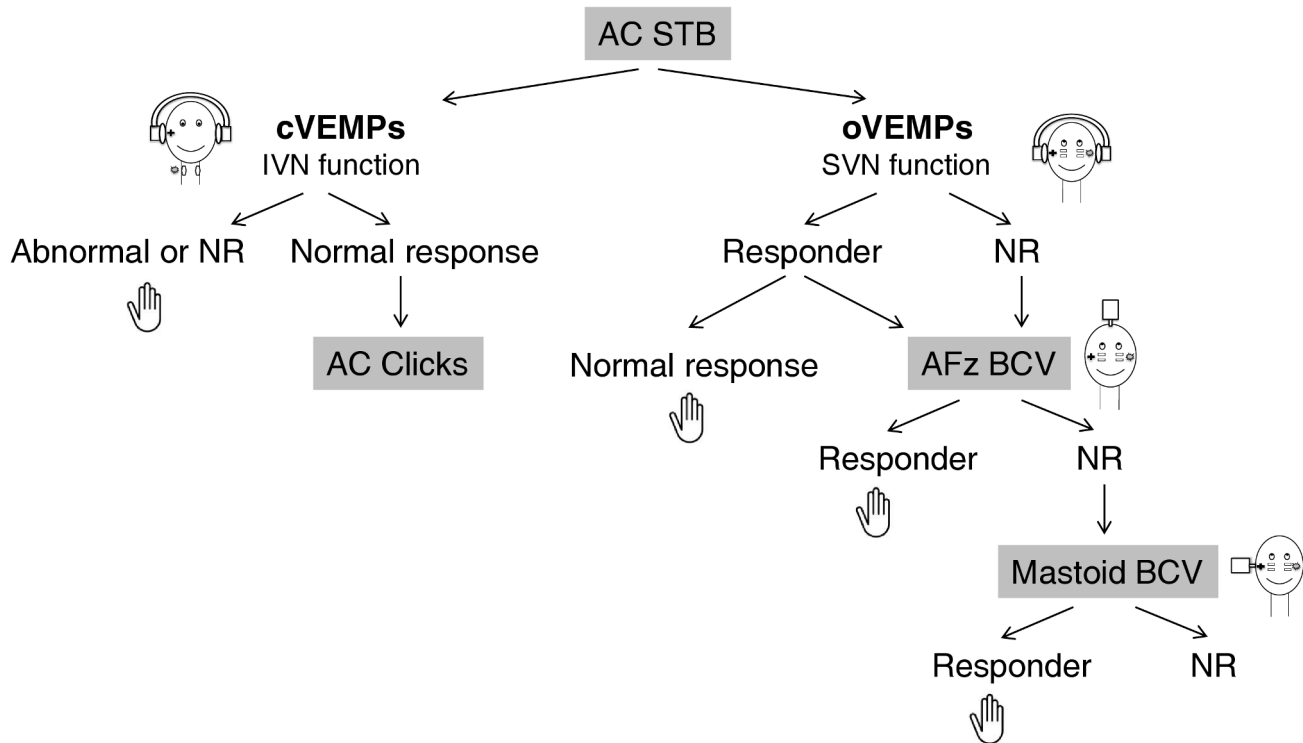 AC STB
cVEMPs
IVN function
oVEMPs
SVN function
Abnormal or NR
Normal response
Responder
NR
AC Clicks
Normal response
AFz BCV
Responder
NR
Mastoid BCV
Responder
NR